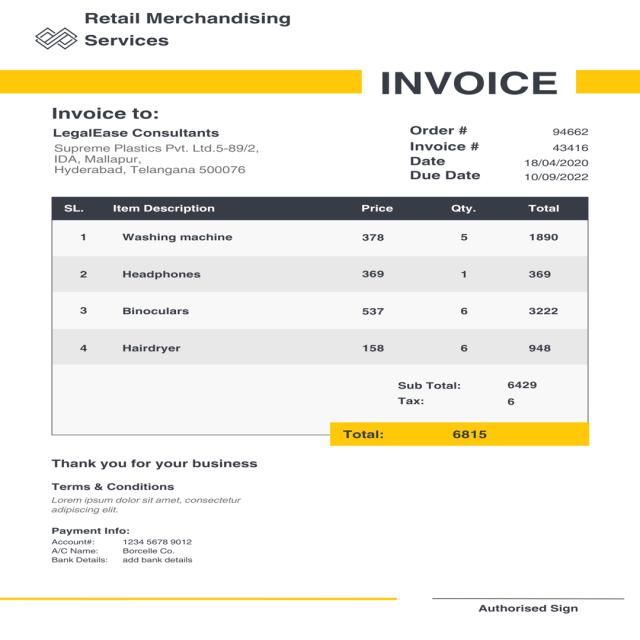 Retail Merchandising
Services
INVOICE
Invoice to:
LegalEase Consultants
Supreme Plastics Pvt. Ltd.5-89/2,
IDA, Mallapur,
Hyderabad, Telangana 500076
Order # 94662
Invoice # 43416
Date 18/04/2020
Due Date 10/09/2022
SL. Item Description Price Qty. Total
1 Washing machine 378 5 1890
2 Headphones 369 1 369
3 Binoculars 537 6 3222
4 Hairdryer 158 6 948
Sub Total: 6429
Tax: 6
Total: 6815
Thank you for your business
Terms & Conditions
Lorem ipsum dolor sit amet, consectetur
adipiscing elit.
Payment Info:
Account#: 1234 5678 9012
A/C Name: Borcelle Co.
Bank Details: add bank details
Authorised Sign